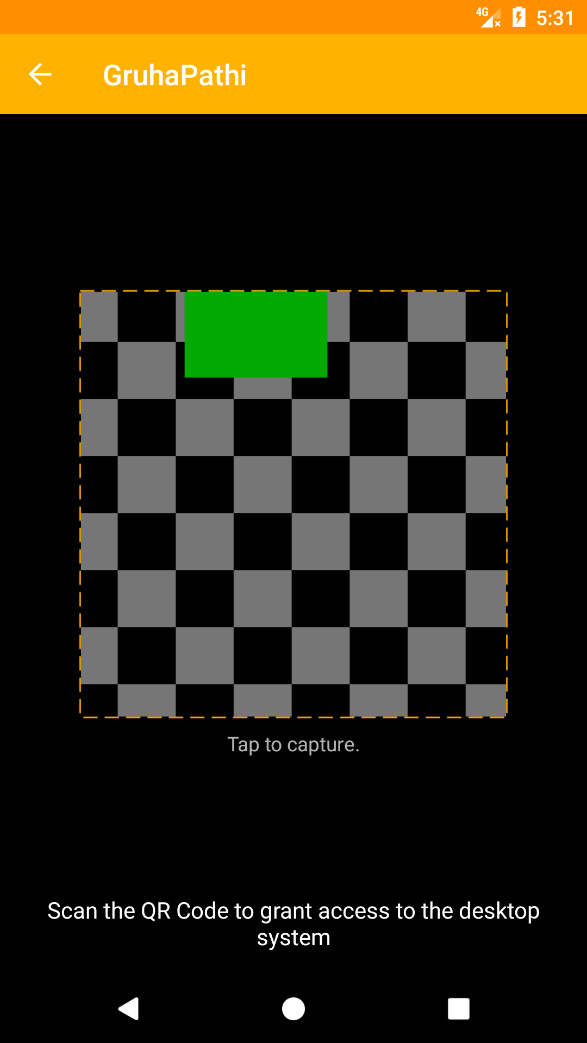 4G 5:31
GruhaPathi
Tap to capture.
Scan the QR Code to grant access to the desktop
system